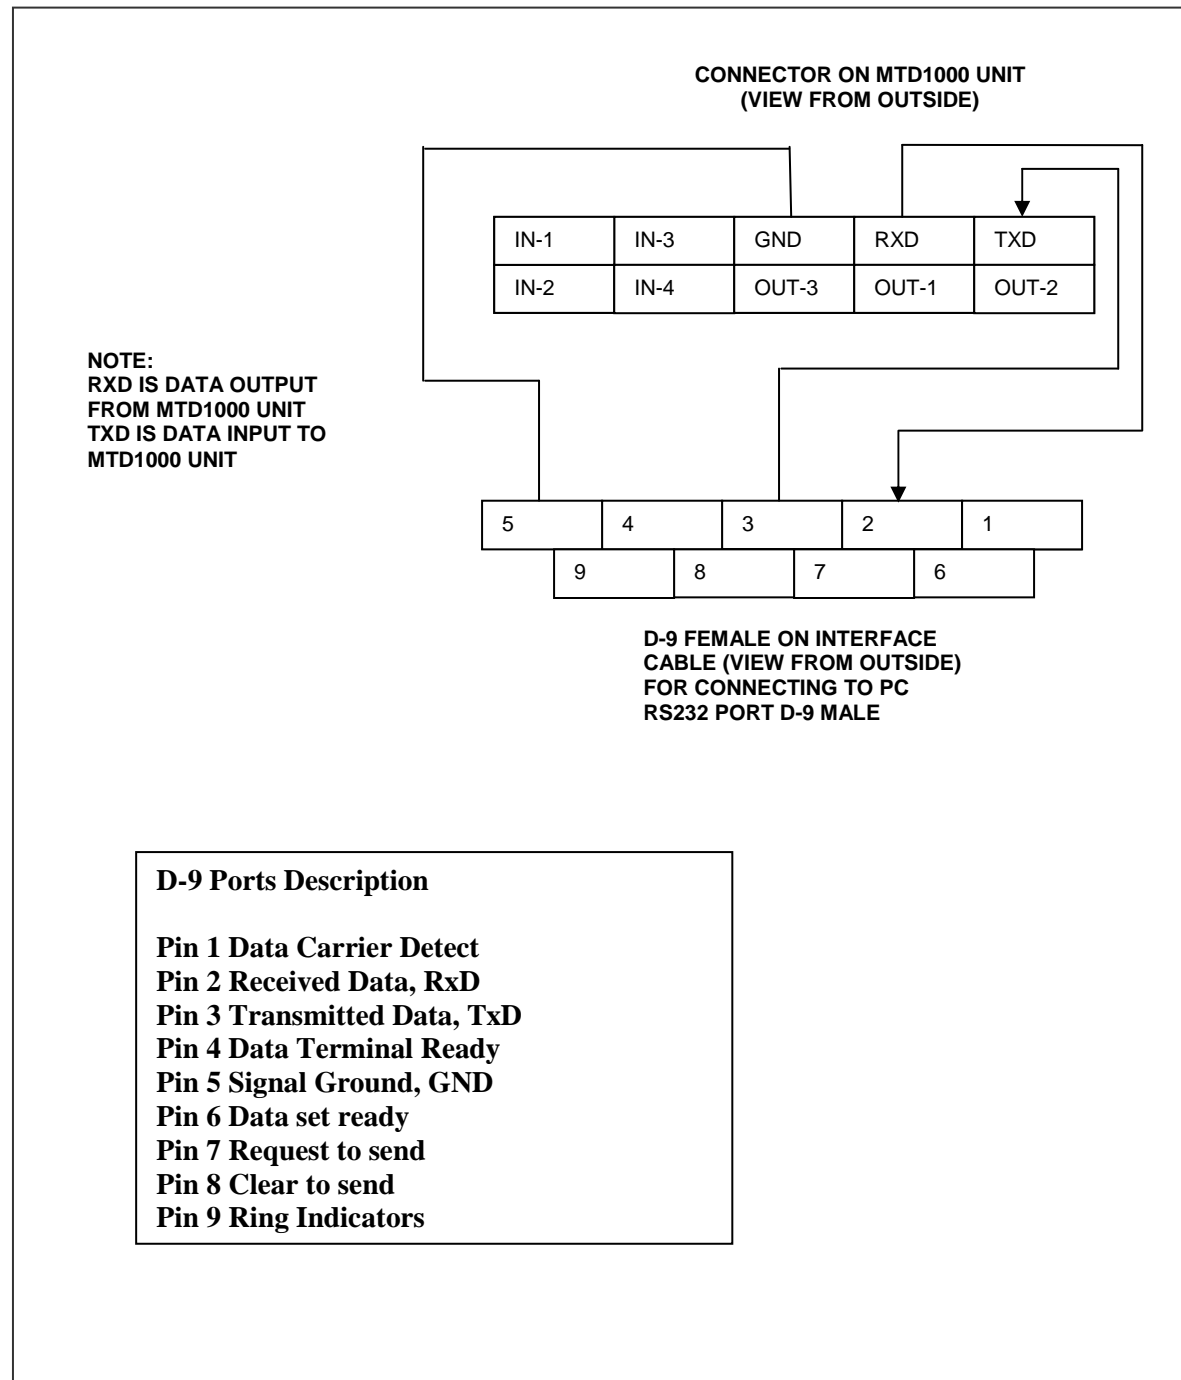 CONNECTOR ON MTD1000 UNIT
(VIEW FROM OUTSIDE)
IN-1 IN-3 GND RXD TXD
IN-2 IN-4 OUT-3 OUT-1 OUT-2
NOTE:
RXD IS DATA OUTPUT
FROM MTD1000 UNIT
TXD IS DATA INPUT TO
MTD1000 UNIT
5 4 3 2 1
9 8 7 6
D-9 FEMALE ON INTERFACE
CABLE (VIEW FROM OUTSIDE)
FOR CONNECTING TO PC
RS232 PORT D-9 MALE
D-9 Ports Description
Pin 1 Data Carrier Detect
Pin 2 Received Data, RxD
Pin 3 Transmitted Data, TxD
Pin 4 Data Terminal Ready
Pin 5 Signal Ground, GND
Pin 6 Data set ready
Pin 7 Request to send
Pin 8 Clear to send
Pin 9 Ring Indicators